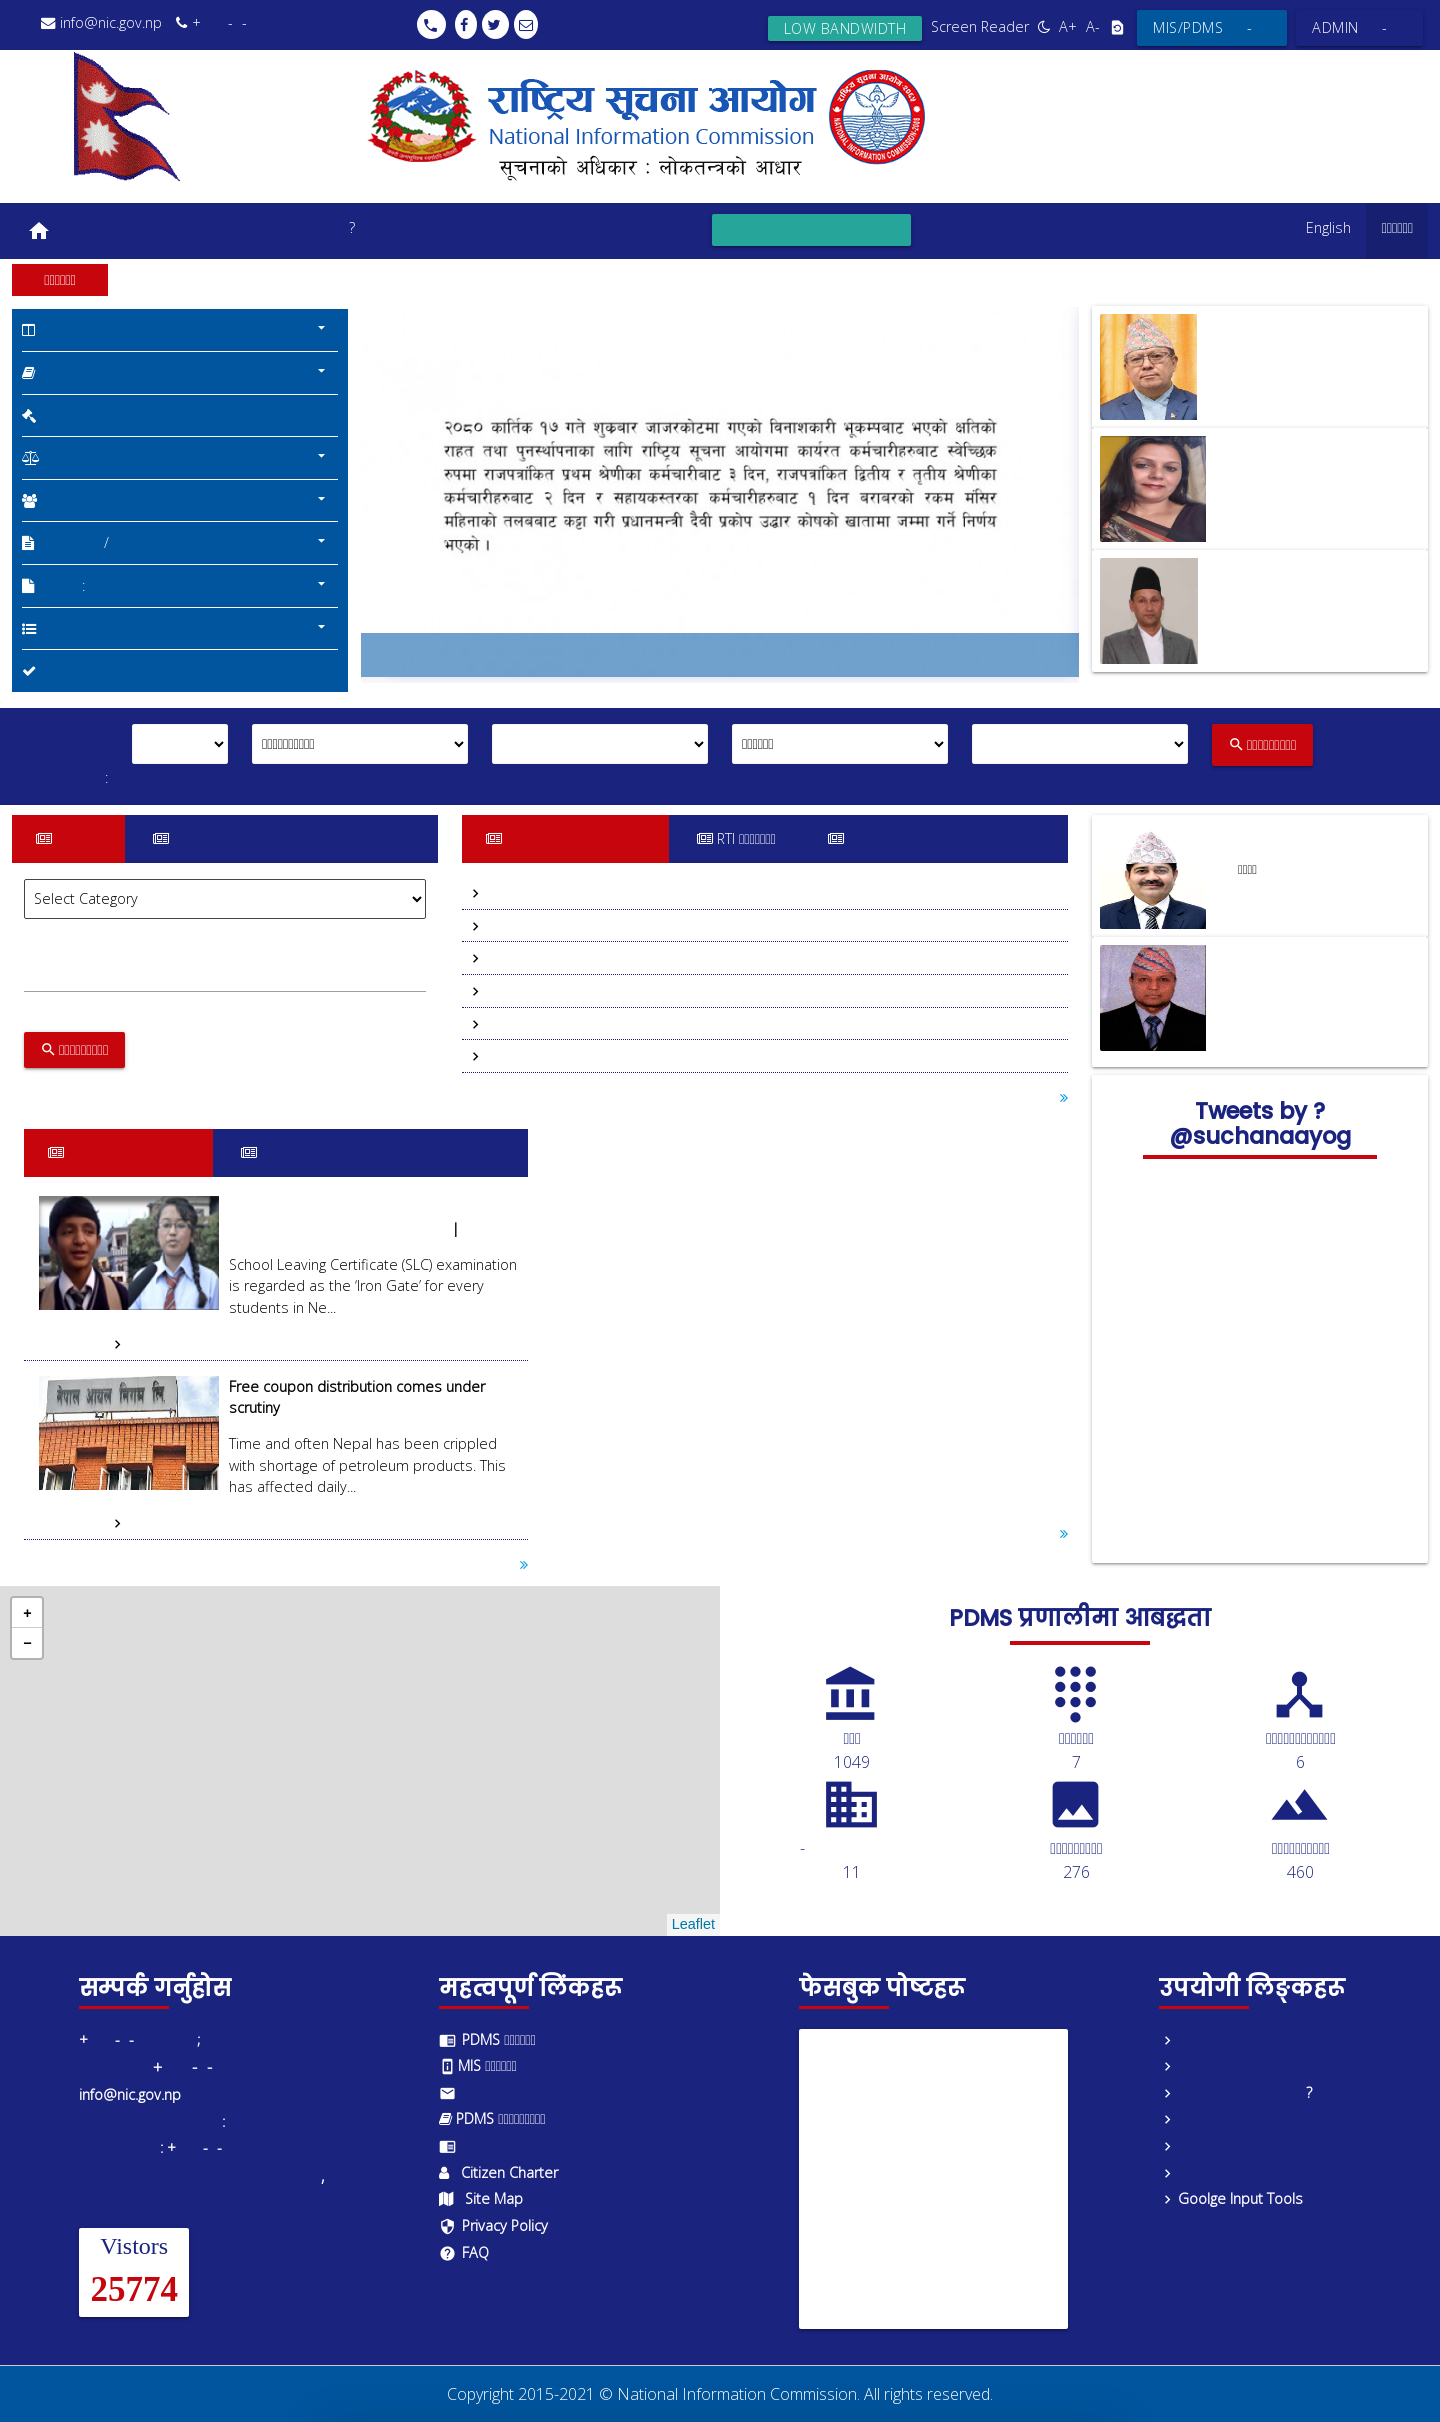 info@nic.gov.np + - -
LOW BANDWIDTH Screen Reader A+ A- MIS/PDMS - ADMIN -
राष्ट्रिय सूचना आयोग
National Information Commission
सूचनाको अधिकार : लोकतन्त्रको आधार
NATIONAL INFORMATION COMMISSION-2008
? English
२०८० कार्तिक १७ गते शुक्रबार जाजरकोटमा गएको विनाशकारी भूकम्पबाट भएको क्षतिको
राहत तथा पुनर्स्थापनाका लागि राष्ट्रिय सूचना आयोगमा कार्यरत कर्मचारीहरुबाट स्वेच्छिक
रुपमा राजपत्रांकित प्रथम श्रेणीका कर्मचारीबाट ३ दिन, राजपत्रांकित द्वितीय र तृतीय श्रेणीका
कर्मचारीहरुबाट २ दिन र सहायकस्तरका कर्मचारीहरुबाट १ दिन बराबरको रकम मंसिर
महिनाको तलबबाट कट्टा गरी प्रधानमन्त्री दैवी प्रकोप उद्धार कोषको खातामा जम्मा गर्ने निर्णय
भएको ।
/
:
:
RTI
Select Category
Tweets by ?
@suchanaayog
|
School Leaving Certificate (SLC) examination
is regarded as the ‘Iron Gate’ for every
students in Ne...
नेपाल आयल निगम लि.
Free coupon distribution comes under
scrutiny
Time and often Nepal has been crippled
with shortage of petroleum products. This
has affected daily...
+
−
Leaflet
PDMS प्रणालीमा आबद्धता
1049 7 6
-
11 276 460
सम्पर्क गर्नुहोस
+ - - ;
+ - -
info@nic.gov.np
:
: + - -
,
Vistors
25774
महत्वपूर्ण लिंकहरू
PDMS
MIS
PDMS
Citizen Charter
Site Map
Privacy Policy
FAQ
फेसबुक पोष्टहरू
उपयोगी लिङ्कहरू
?
Goolge Input Tools
Copyright 2015-2021 © National Information Commission. All rights reserved.